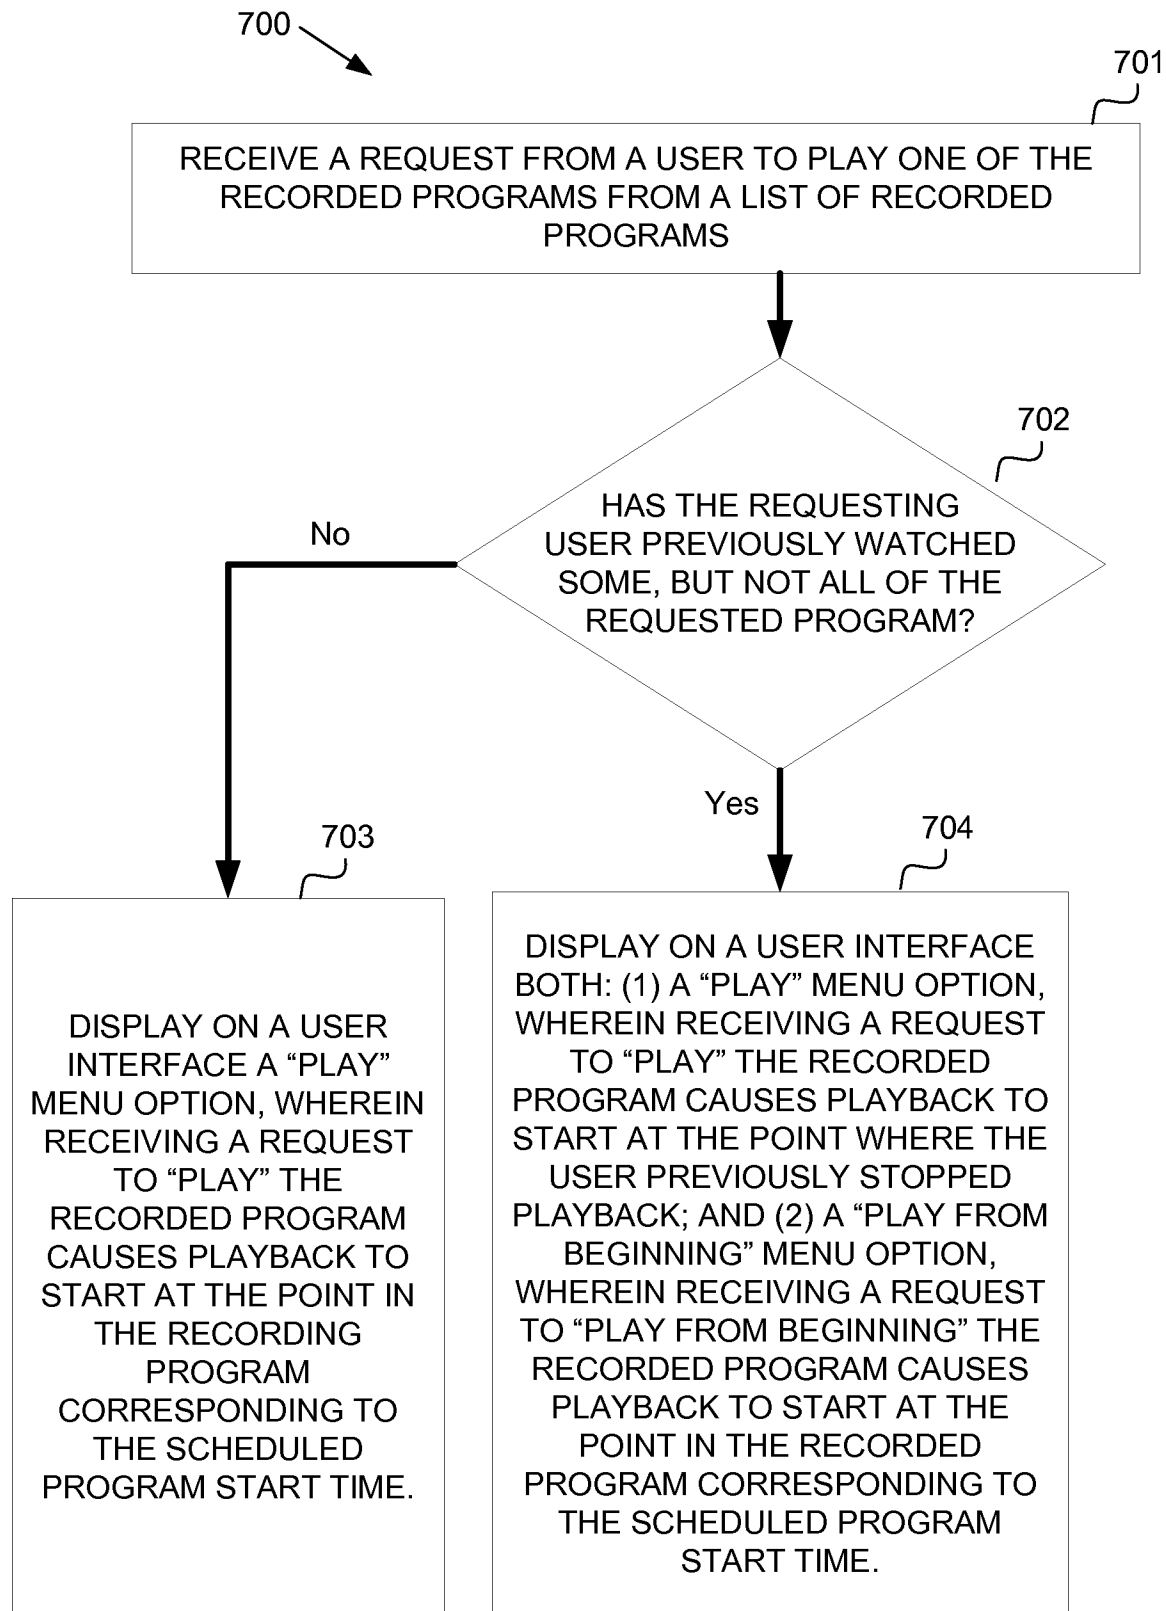 700
701
RECEIVE A REQUEST FROM A USER TO PLAY ONE OF THE
RECORDED PROGRAMS FROM A LIST OF RECORDED
PROGRAMS
702
HAS THE REQUESTING
USER PREVIOUSLY WATCHED
SOME, BUT NOT ALL OF THE
REQUESTED PROGRAM?
No
Yes
703
DISPLAY ON A USER
INTERFACE A “PLAY”
MENU OPTION, WHEREIN
RECEIVING A REQUEST
TO “PLAY” THE
RECORDED PROGRAM
CAUSES PLAYBACK TO
START AT THE POINT IN
THE RECORDING
PROGRAM
CORRESPONDING TO
THE SCHEDULED
PROGRAM START TIME.
704
DISPLAY ON A USER INTERFACE
BOTH: (1) A “PLAY” MENU OPTION,
WHEREIN RECEIVING A REQUEST
TO “PLAY” THE RECORDED
PROGRAM CAUSES PLAYBACK TO
START AT THE POINT WHERE THE
USER PREVIOUSLY STOPPED
PLAYBACK; AND (2) A “PLAY FROM
BEGINNING” MENU OPTION,
WHEREIN RECEIVING A REQUEST
TO “PLAY FROM BEGINNING” THE
RECORDED PROGRAM CAUSES
PLAYBACK TO START AT THE
POINT IN THE RECORDED
PROGRAM CORRESPONDING TO
THE SCHEDULED PROGRAM
START TIME.